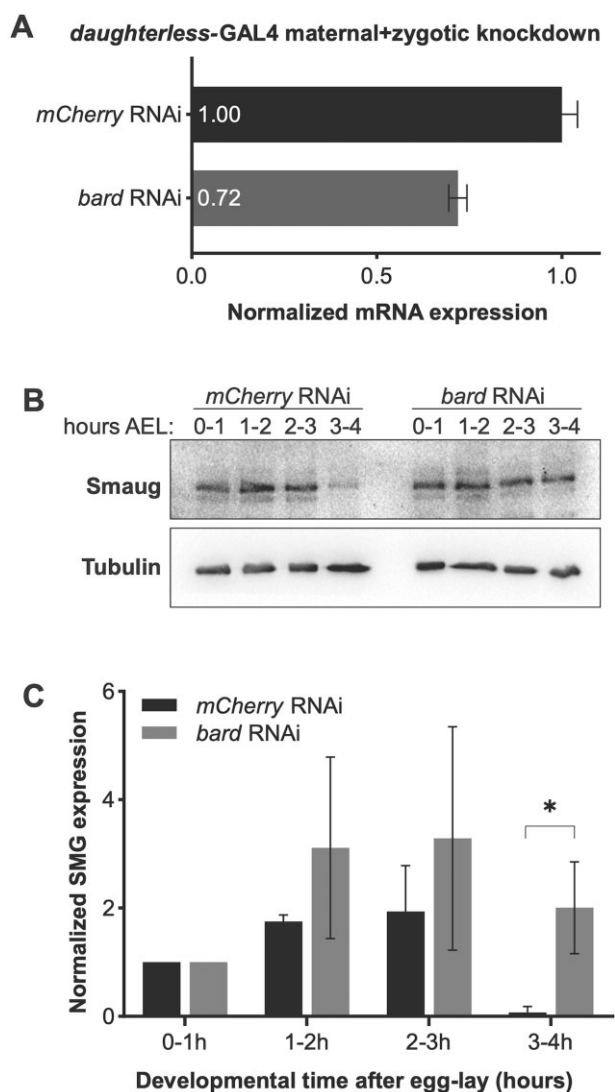 A
daughterless-GAL4 maternal+zygotic knockdown
mCherry RNAi
1.00
bard RNAi
0.72
0.0 0.5 1.0
Normalized mRNA expression
B
mCherry RNAi bard RNAi
hours AEL: 0-1 1-2 2-3 3-4 0-1 1-2 2-3 3-4
Smaug
Tubulin
C
mCherry RNAi
bard RNAi
Normalized SMG expression
6
4
2
0
*
0-1h 1-2h 2-3h 3-4h
Developmental time after egg-lay (hours)